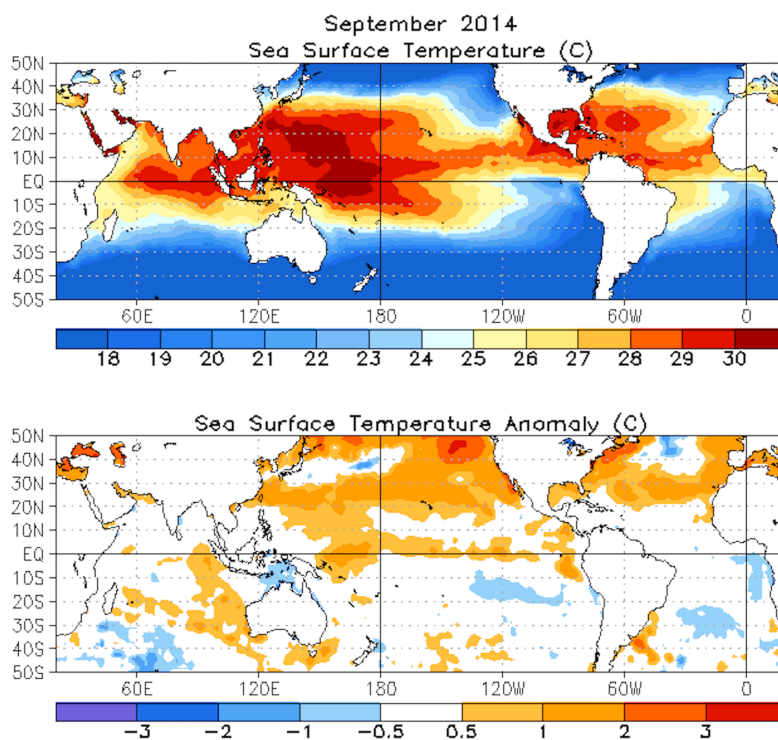 September 2014
Sea Surface Temperature (C)
50N
40N
30N
20N
10N
EQ
10S
20S
30S
40S
50S
60E 120E 180 120W 60W 0
18 19 20 21 22 23 24 25 26 27 28 29 30
Sea Surface Temperature Anomaly (C)
50N
40N
30N
20N
10N
EQ
10S
20S
30S
40S
50S
60E 120E 180 120W 60W 0
-3 -2 -1 -0.5 0.5 1 2 3